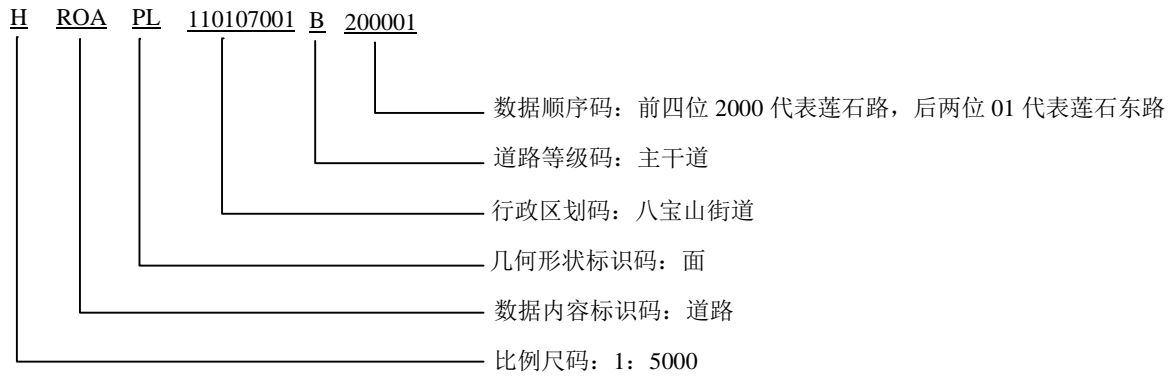 H ROA PL 110107001 B 200001
数据顺序码：前四位 2000 代表莲石路，后两位 01 代表莲石东路
道路等级码：主干道
行政区划码：八宝山街道
几何形状标识码：面
数据内容标识码：道路
比例尺码：1：5000